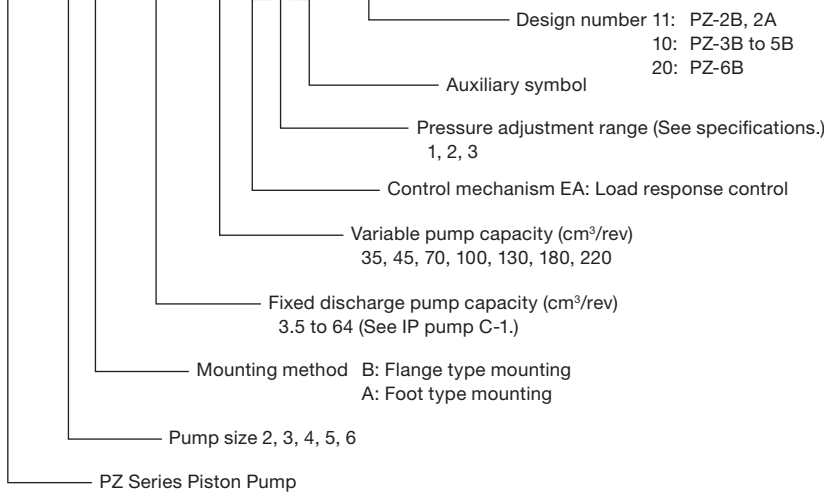 Design number 11: PZ-2B, 2A
10: PZ-3B to 5B
20: PZ-6B
Auxiliary symbol
Pressure adjustment range (See specifications.)
1, 2, 3
Control mechanism EA: Load response control
Variable pump capacity (cm³/rev)
35, 45, 70, 100, 130, 180, 220
Fixed discharge pump capacity (cm³/rev)
3.5 to 64 (See IP pump C-1.)
Mounting method B: Flange type mounting
A: Foot type mounting
Pump size 2, 3, 4, 5, 6
PZ Series Piston Pump